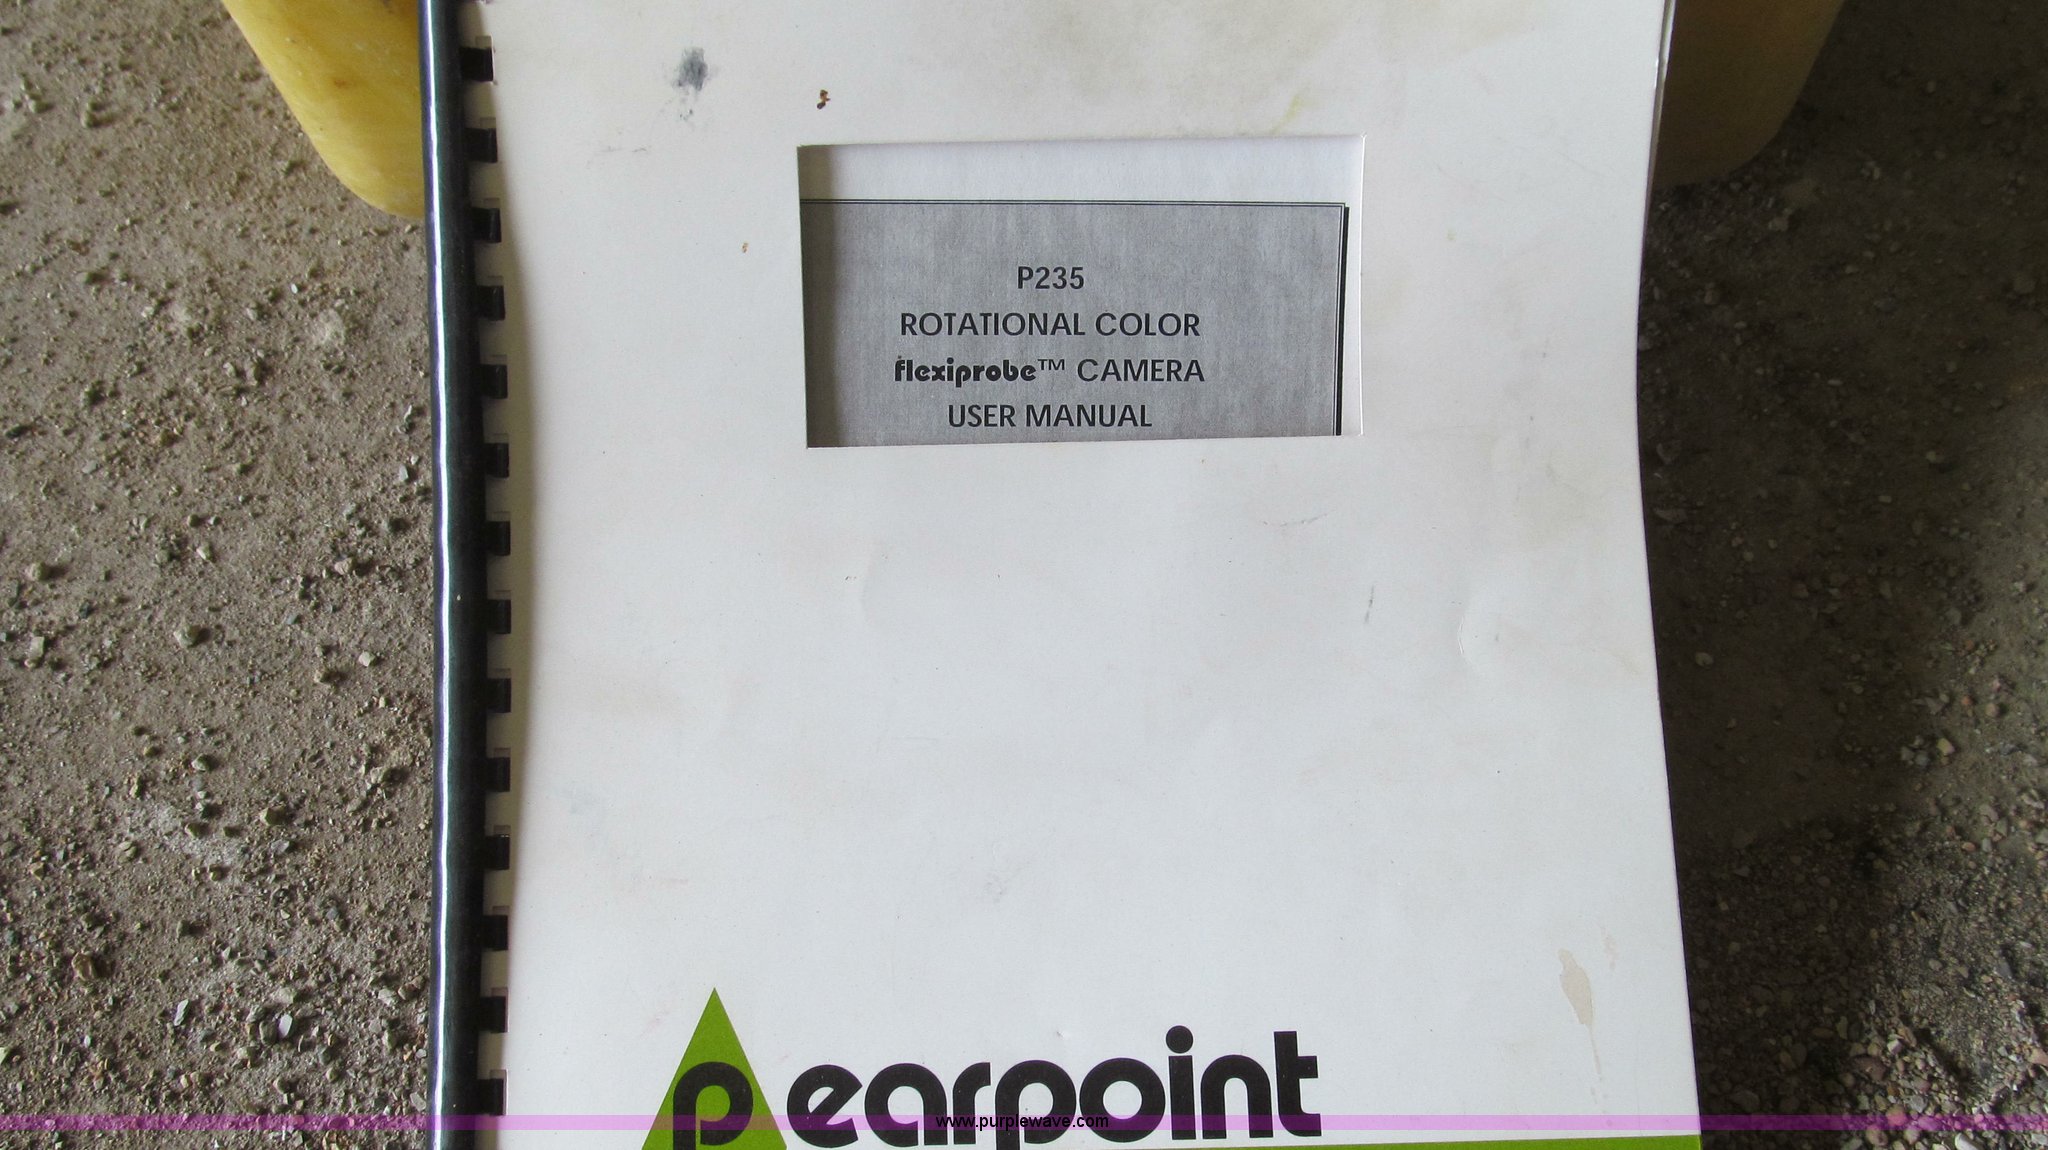 P235
ROTATIONAL COLOR
flexiprobe™ CAMERA
USER MANUAL
pearpoint
www.purplewave.com